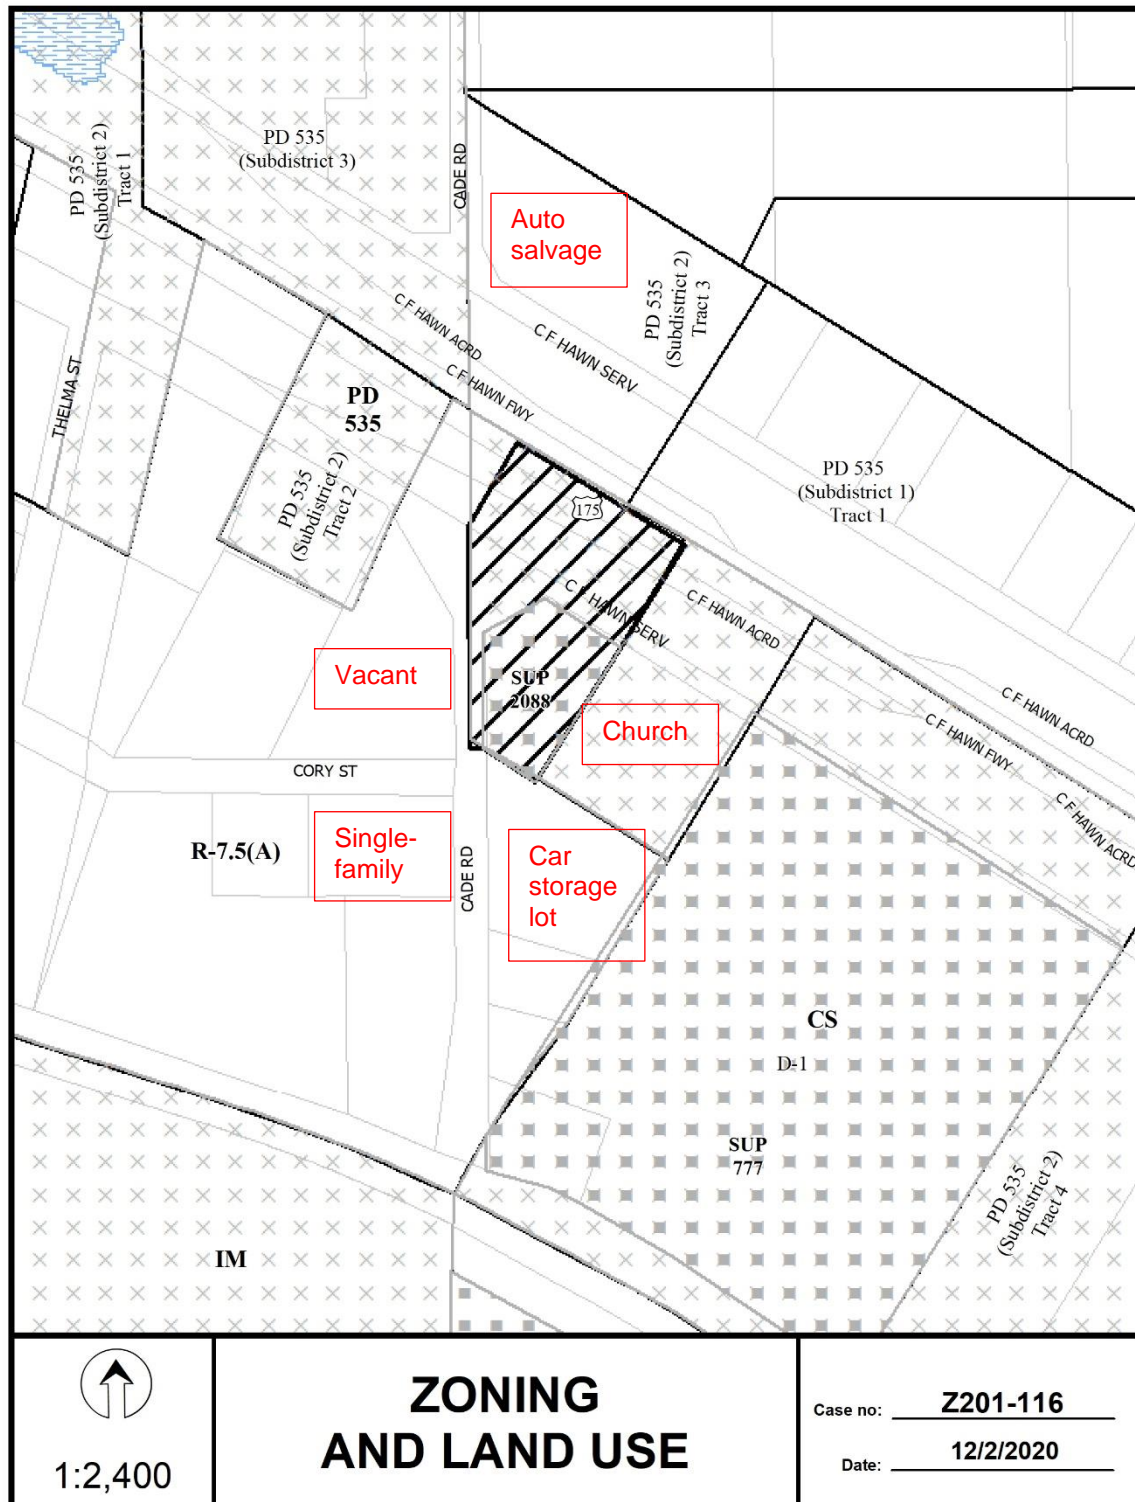 PD 535
(Subdistrict 3)
PD 535
(Subdistrict 2)
Tract 1
CADE RD
Auto
salvage
PD 535
(Subdistrict 2)
Tract 3
C F HAWN ACRD
C F HAWN SERV
C F HAWN FWY
THELMA ST
PD
535
PD 535
(Subdistrict 2)
Tract 2
PD 535
(Subdistrict 1)
Tract 1
175
C F HAWN SERV
C F HAWN ACRD
Vacant
SUP
2088
Church
C F HAWN ACRD
C F HAWN FWY
C F HAWN ACRD
CORY ST
R-7.5(A)
Single-
family
CADE RD
Car
storage
lot
CS
D-1
SUP
777
PD 535
(Subdistrict 2)
Tract 4
IM
1:2,400
ZONING
AND LAND USE
Case no: Z201-116
Date: 12/2/2020